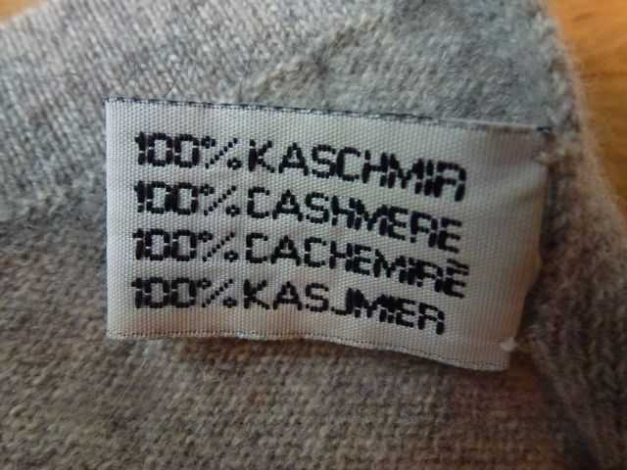 100% KASCHMIR
100% CASHMERE
100% CACHEMIRE
100% KASJMIER